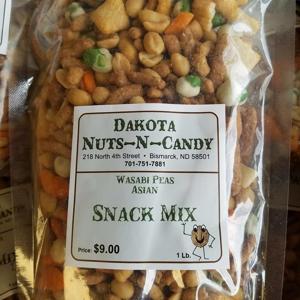 Dakota
Nuts-N-Candy
218 North 4th Street • Bismarck, ND 58501
701-751-7881
Wasabi Peas
Asian
Snack Mix
Price: $9.00
1 Lb.